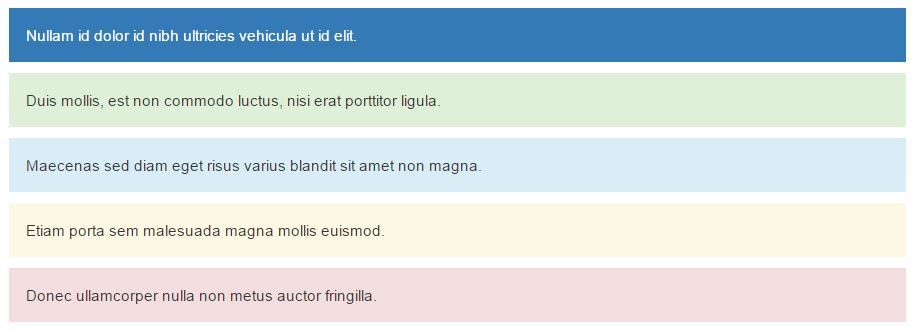 Nullam id dolor id nibh ultricies vehicula ut id elit.
Duis mollis, est non commodo luctus, nisi erat porttitor ligula.
Maecenas sed diam eget risus varius blandit sit amet non magna.
Etiam porta sem malesuada magna mollis euismod.
Donec ullamcorper nulla non metus auctor fringilla.